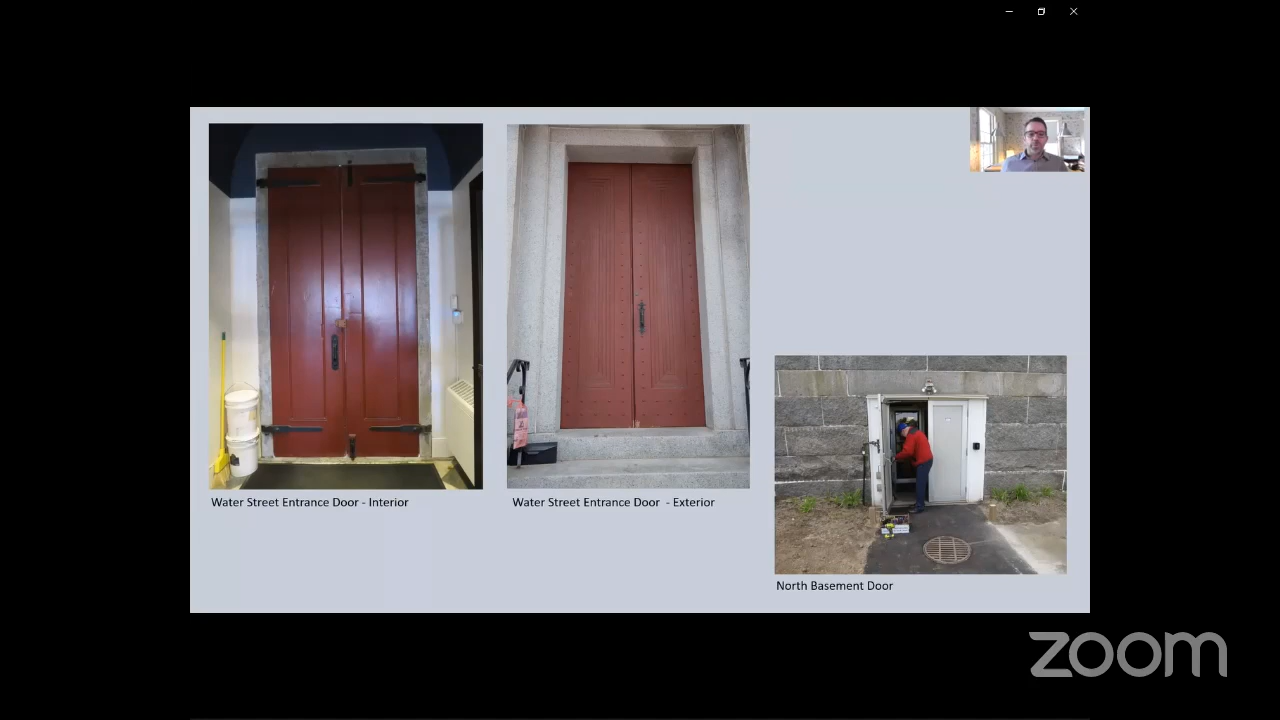 Water Street Entrance Door - Interior
Water Street Entrance Door  - Exterior
North Basement Door
zoom